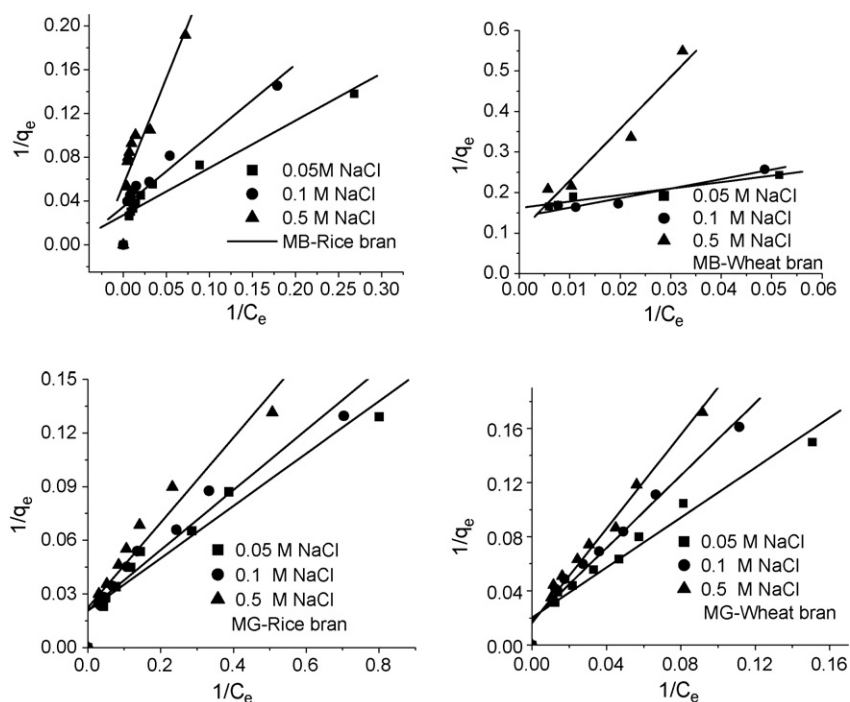 0.20
0.16
0.12
0.08
0.04
0.00
1/qe
0.05M NaCl
0.1 M NaCl
0.5 M NaCl
MB-Rice bran
0.00 0.05 0.10 0.15 0.20 0.25 0.30
1/Ce
0.6
0.5
0.4
0.3
0.2
0.1
0.0
1/qe
0.05 M NaCl
0.1 M NaCl
0.5 M NaCl
MB-Wheat bran
0.00 0.01 0.02 0.03 0.04 0.05 0.06
1/Ce
0.15
0.12
0.09
0.06
0.03
0.00
1/qe
0.05 M NaCl
0.1 M NaCl
0.5 M NaCl
MG-Rice bran
0.0 0.2 0.4 0.6 0.8
1/Ce
0.16
0.12
0.08
0.04
0.00
1/qe
0.05 M NaCl
0.1 M NaCl
0.5 M NaCl
MG-Wheat bran
0.00 0.04 0.08 0.12 0.16
1/Ce